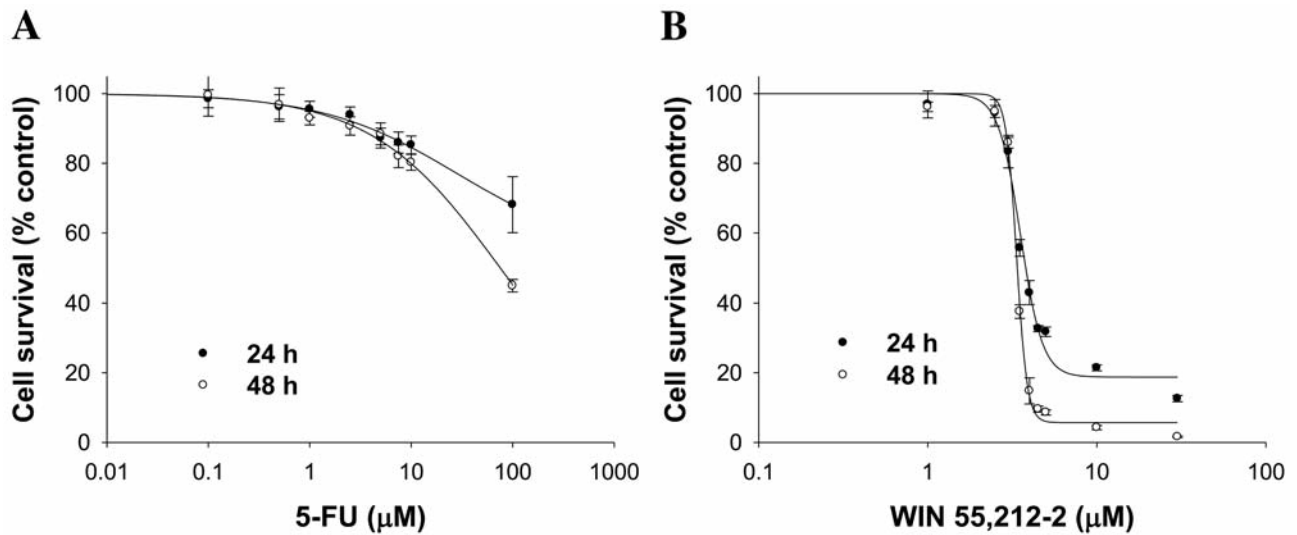 A
Cell survival (% control)
100
80
60
40
20
0
24 h
48 h
0.01 0.1 1 10 100 1000
5-FU (μM)
B
Cell survival (% control)
100
80
60
40
20
0
24 h
48 h
0.1 1 10 100
WIN 55,212-2 (μM)